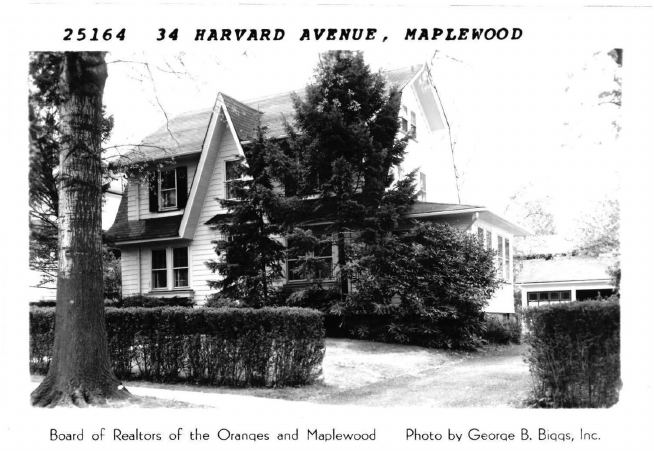 25164 34 HARVARD AVENUE, MAPLEWOOD
Board of Realtors of the Oranges and Maplewood Photo by George B. Biggs, Inc.